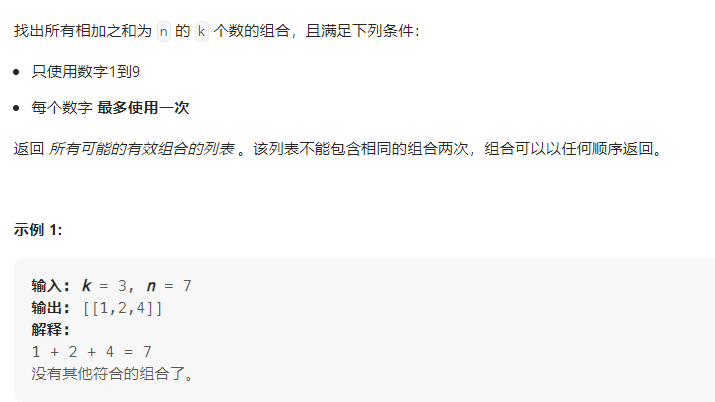 找出所有相加之和为 n 的 k 个数的组合，且满足下列条件：
只使用数字1到9
每个数字 最多使用一次
返回 所有可能的有效组合的列表 。该列表不能包含相同的组合两次，组合可以以任何顺序返回。
示例 1:
输入: k = 3, n = 7
输出: [[1,2,4]]
解释:
1 + 2 + 4 = 7
没有其他符合的组合了。